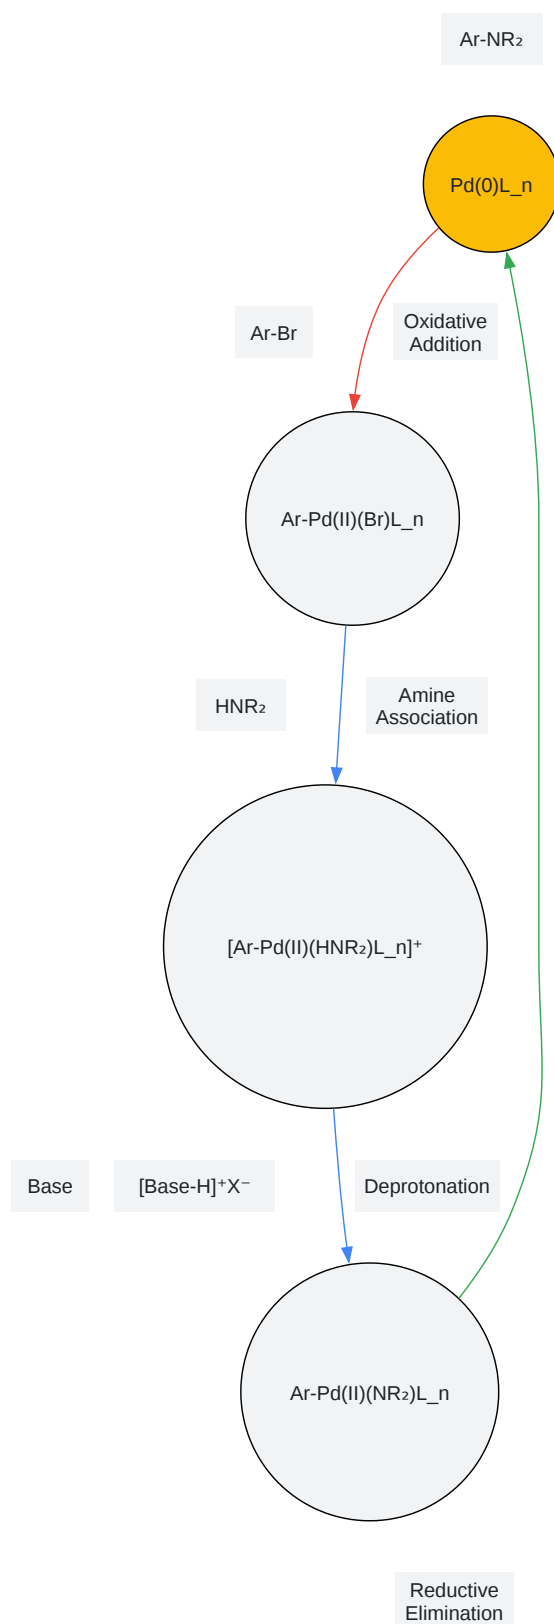 Ar-NR₂
Pd(0)L_n
Ar-Br
Oxidative
Addition
Ar-Pd(II)(Br)L_n
HNR₂
Amine
Association
[Ar-Pd(II)(HNR₂)L_n]⁺
Base
[Base-H]⁺X⁻
Deprotonation
Ar-Pd(II)(NR₂)L_n
Reductive
Elimination